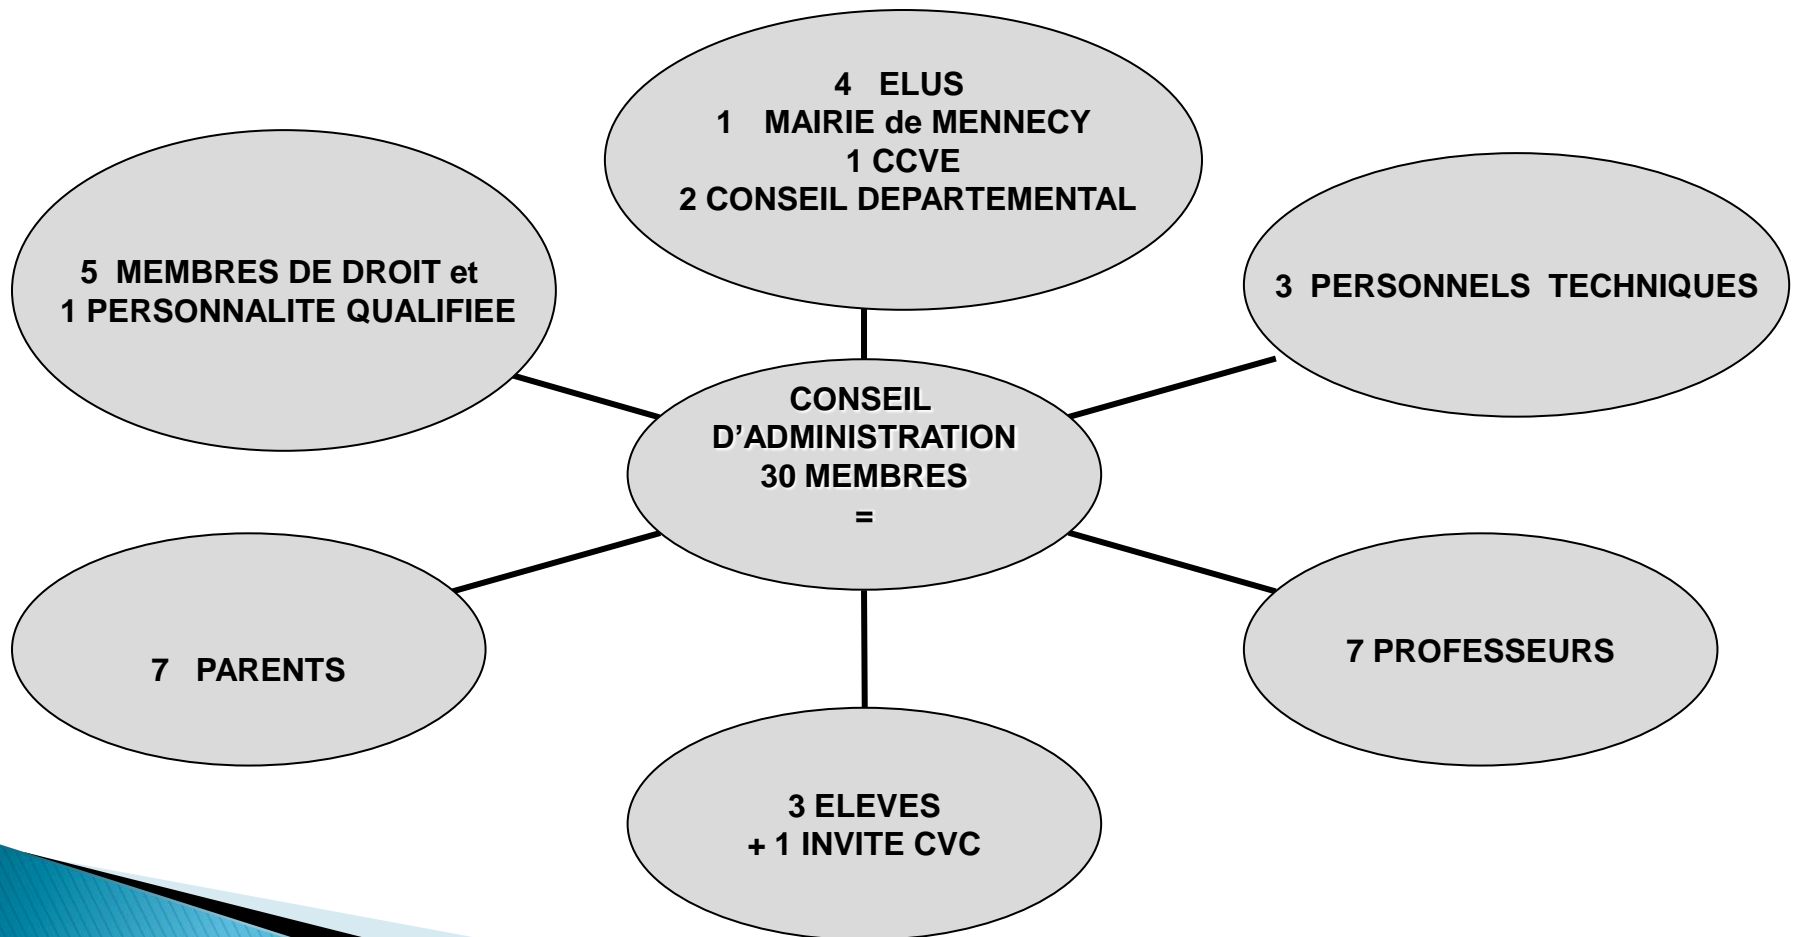 4 ELUS
1 MAIRIE de MENNECY
1 CCVE
2 CONSEIL DEPARTEMENTAL
5 MEMBRES DE DROIT et
1 PERSONNALITE QUALIFIEE
3 PERSONNELS TECHNIQUES
CONSEIL
D’ADMINISTRATION
30 MEMBRES
=
7 PARENTS
7 PROFESSEURS
3 ELEVES
+ 1 INVITE CVC